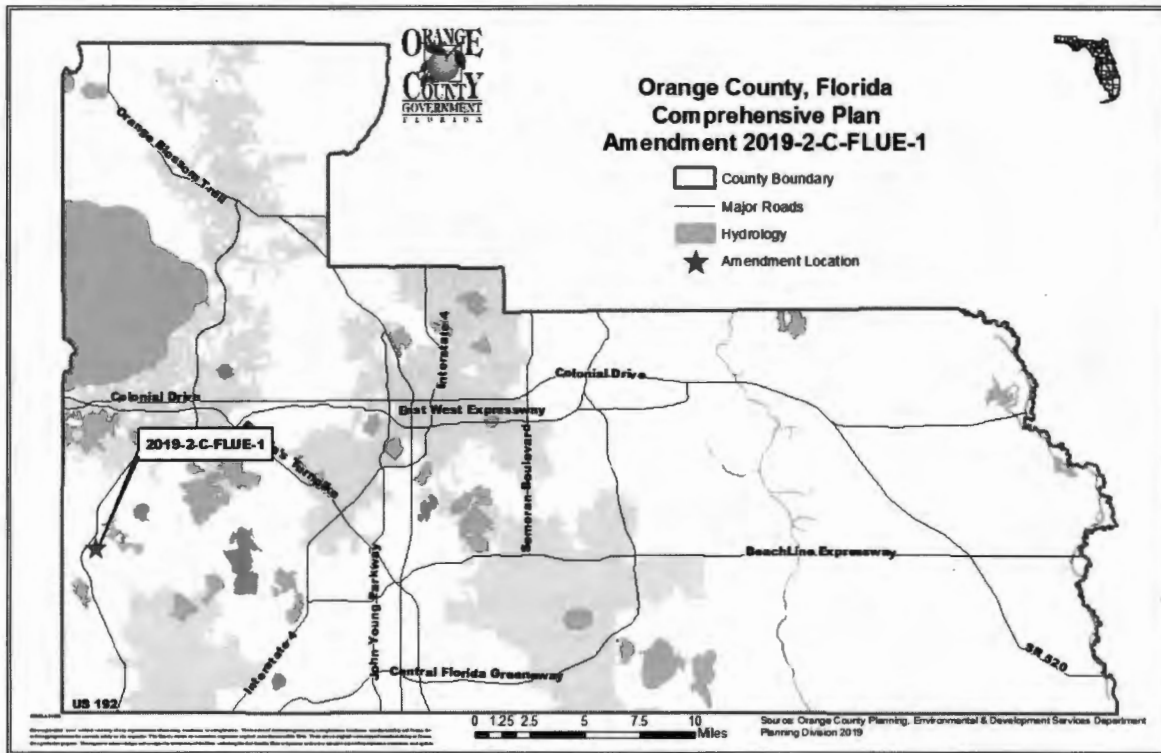 ORANGE
COUNTY
GOVERNMENT
FLORIDA
Orange County, Florida
Comprehensive Plan
Amendment 2019-2-C-FLUE-1
County Boundary
Major Roads
Hydrology
Amendment Location
Orange Blossom Trail
Interstate 4
Colonial Drive
Colonial Drive
East West Expressway
2019-2-C-FLUE-1
Turnpike
Semoran Boulevard
BeachLine Expressway
John Young Parkway
Interstate 4
Central Florida Greeneway
SR 520
US 192
0 1.25 2.5 5 7.5 10
Miles
Source: Orange County Planning, Environmental & Development Services Department
Planning Division 2019